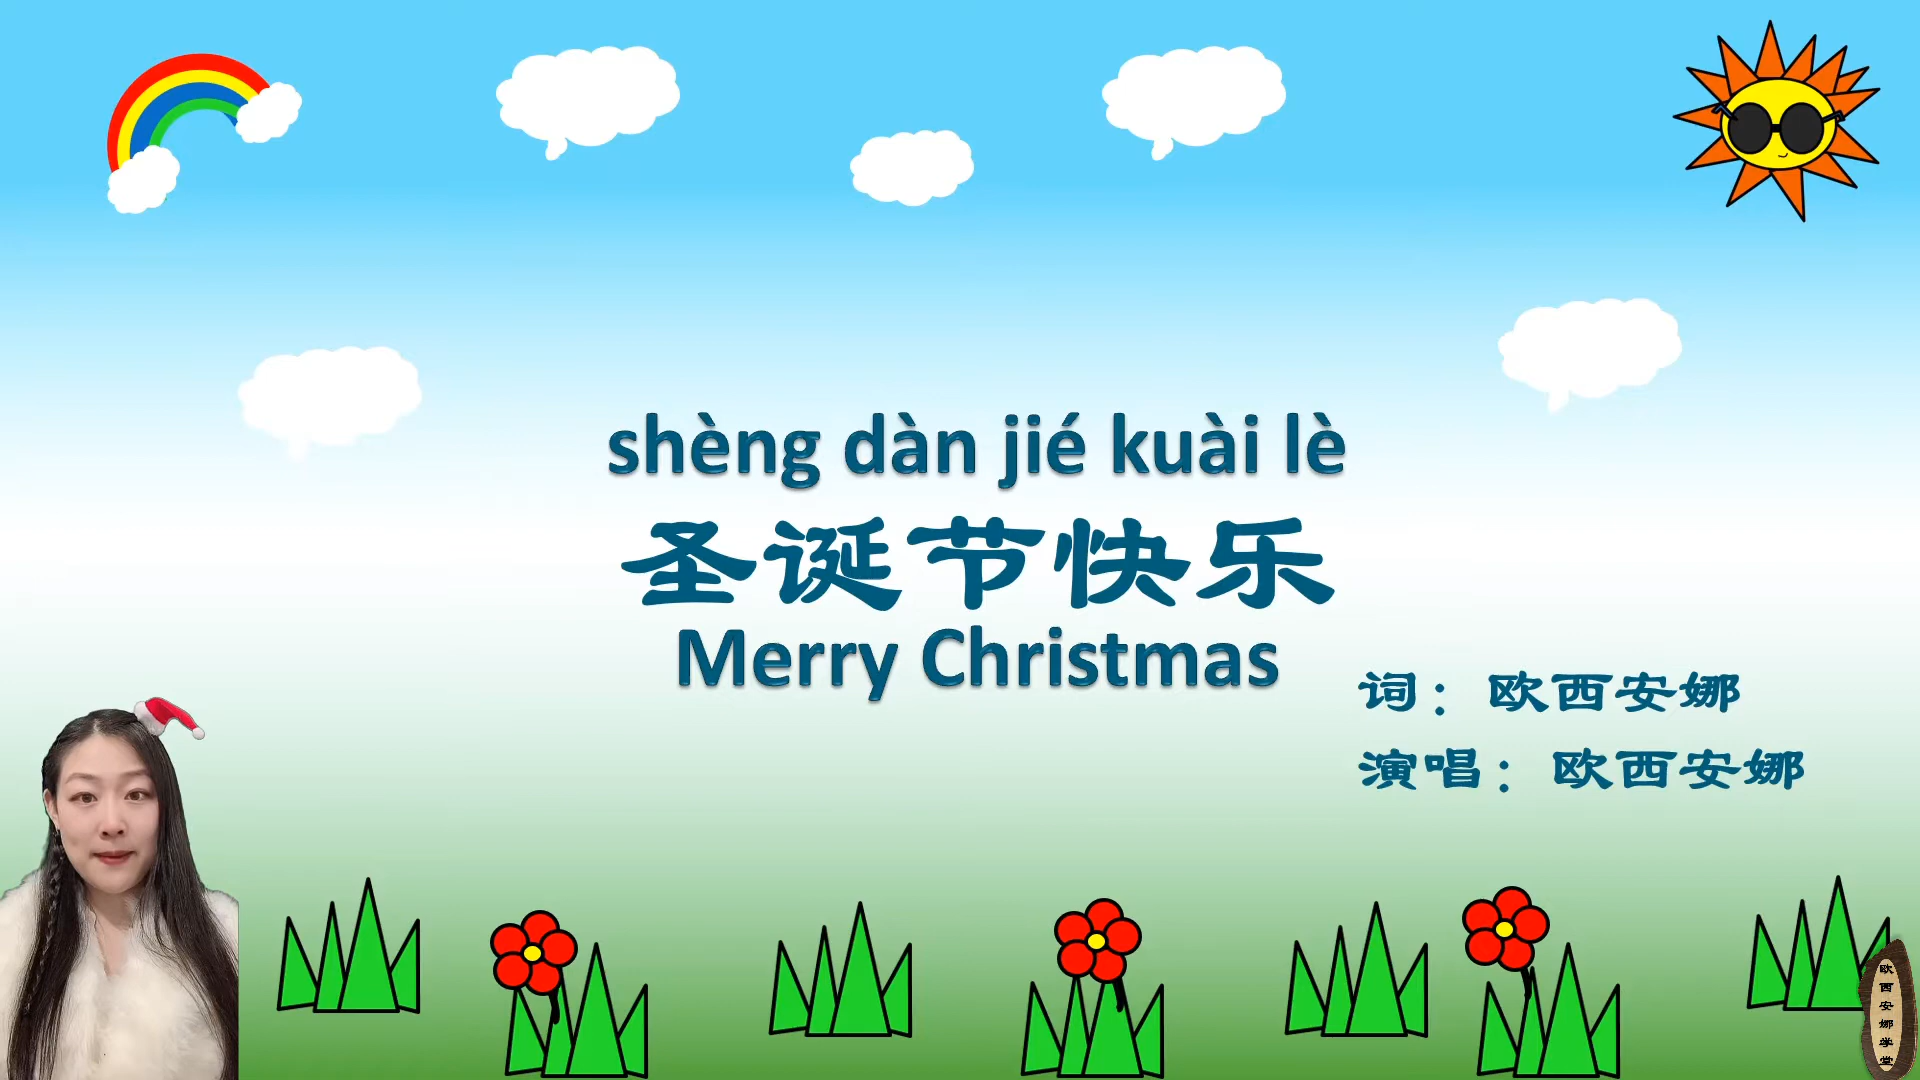 shèng dàn jié kuài lè
圣诞节快乐
Merry Christmas
词：欧西安娜
演唱：欧西安娜
欧西安娜学堂